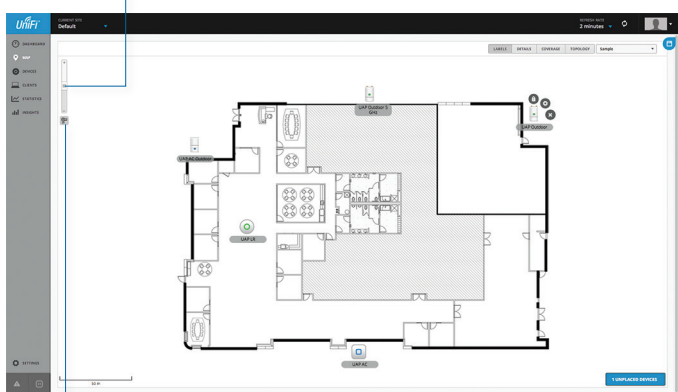 UniFi
CURRENT SITE
Default
REFRESH RATE
2 minutes
DASHBOARD
MAP
DEVICES
CLIENTS
STATISTICS
INSIGHTS
LABELS
DETAILS
COVERAGE
TOPOLOGY
Sample
UAP Outdoor 5
GHz
UAP Outdoor
UAP AC Outdoor
UAP LR
UAP AC
SETTINGS
1 UNPLACED DEVICES